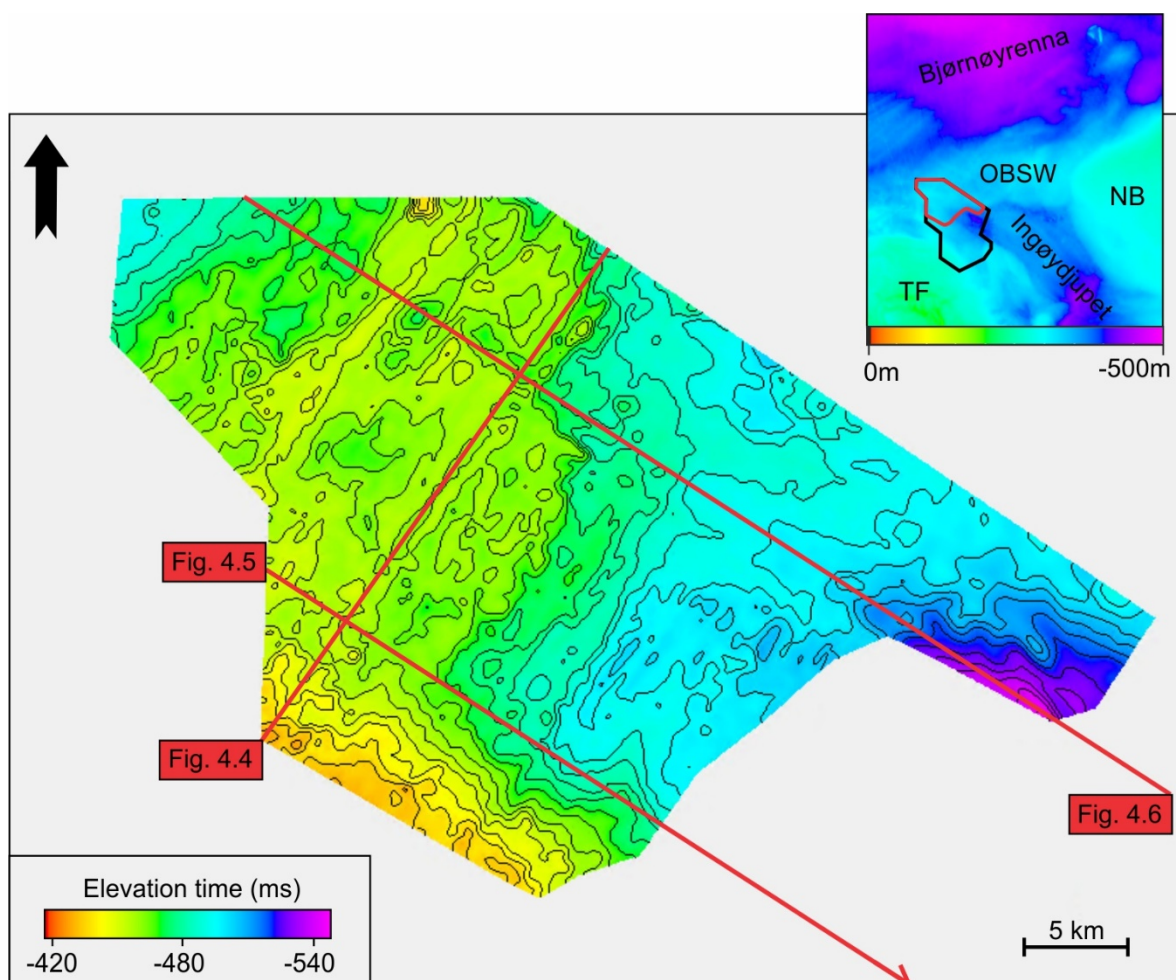 Bjørnøyrenna
OBSW
NB
Ingøydjupet
TF
0m -500m
Fig. 4.5
Fig. 4.4
Fig. 4.6
Elevation time (ms)
-420 -480 -540
5 km